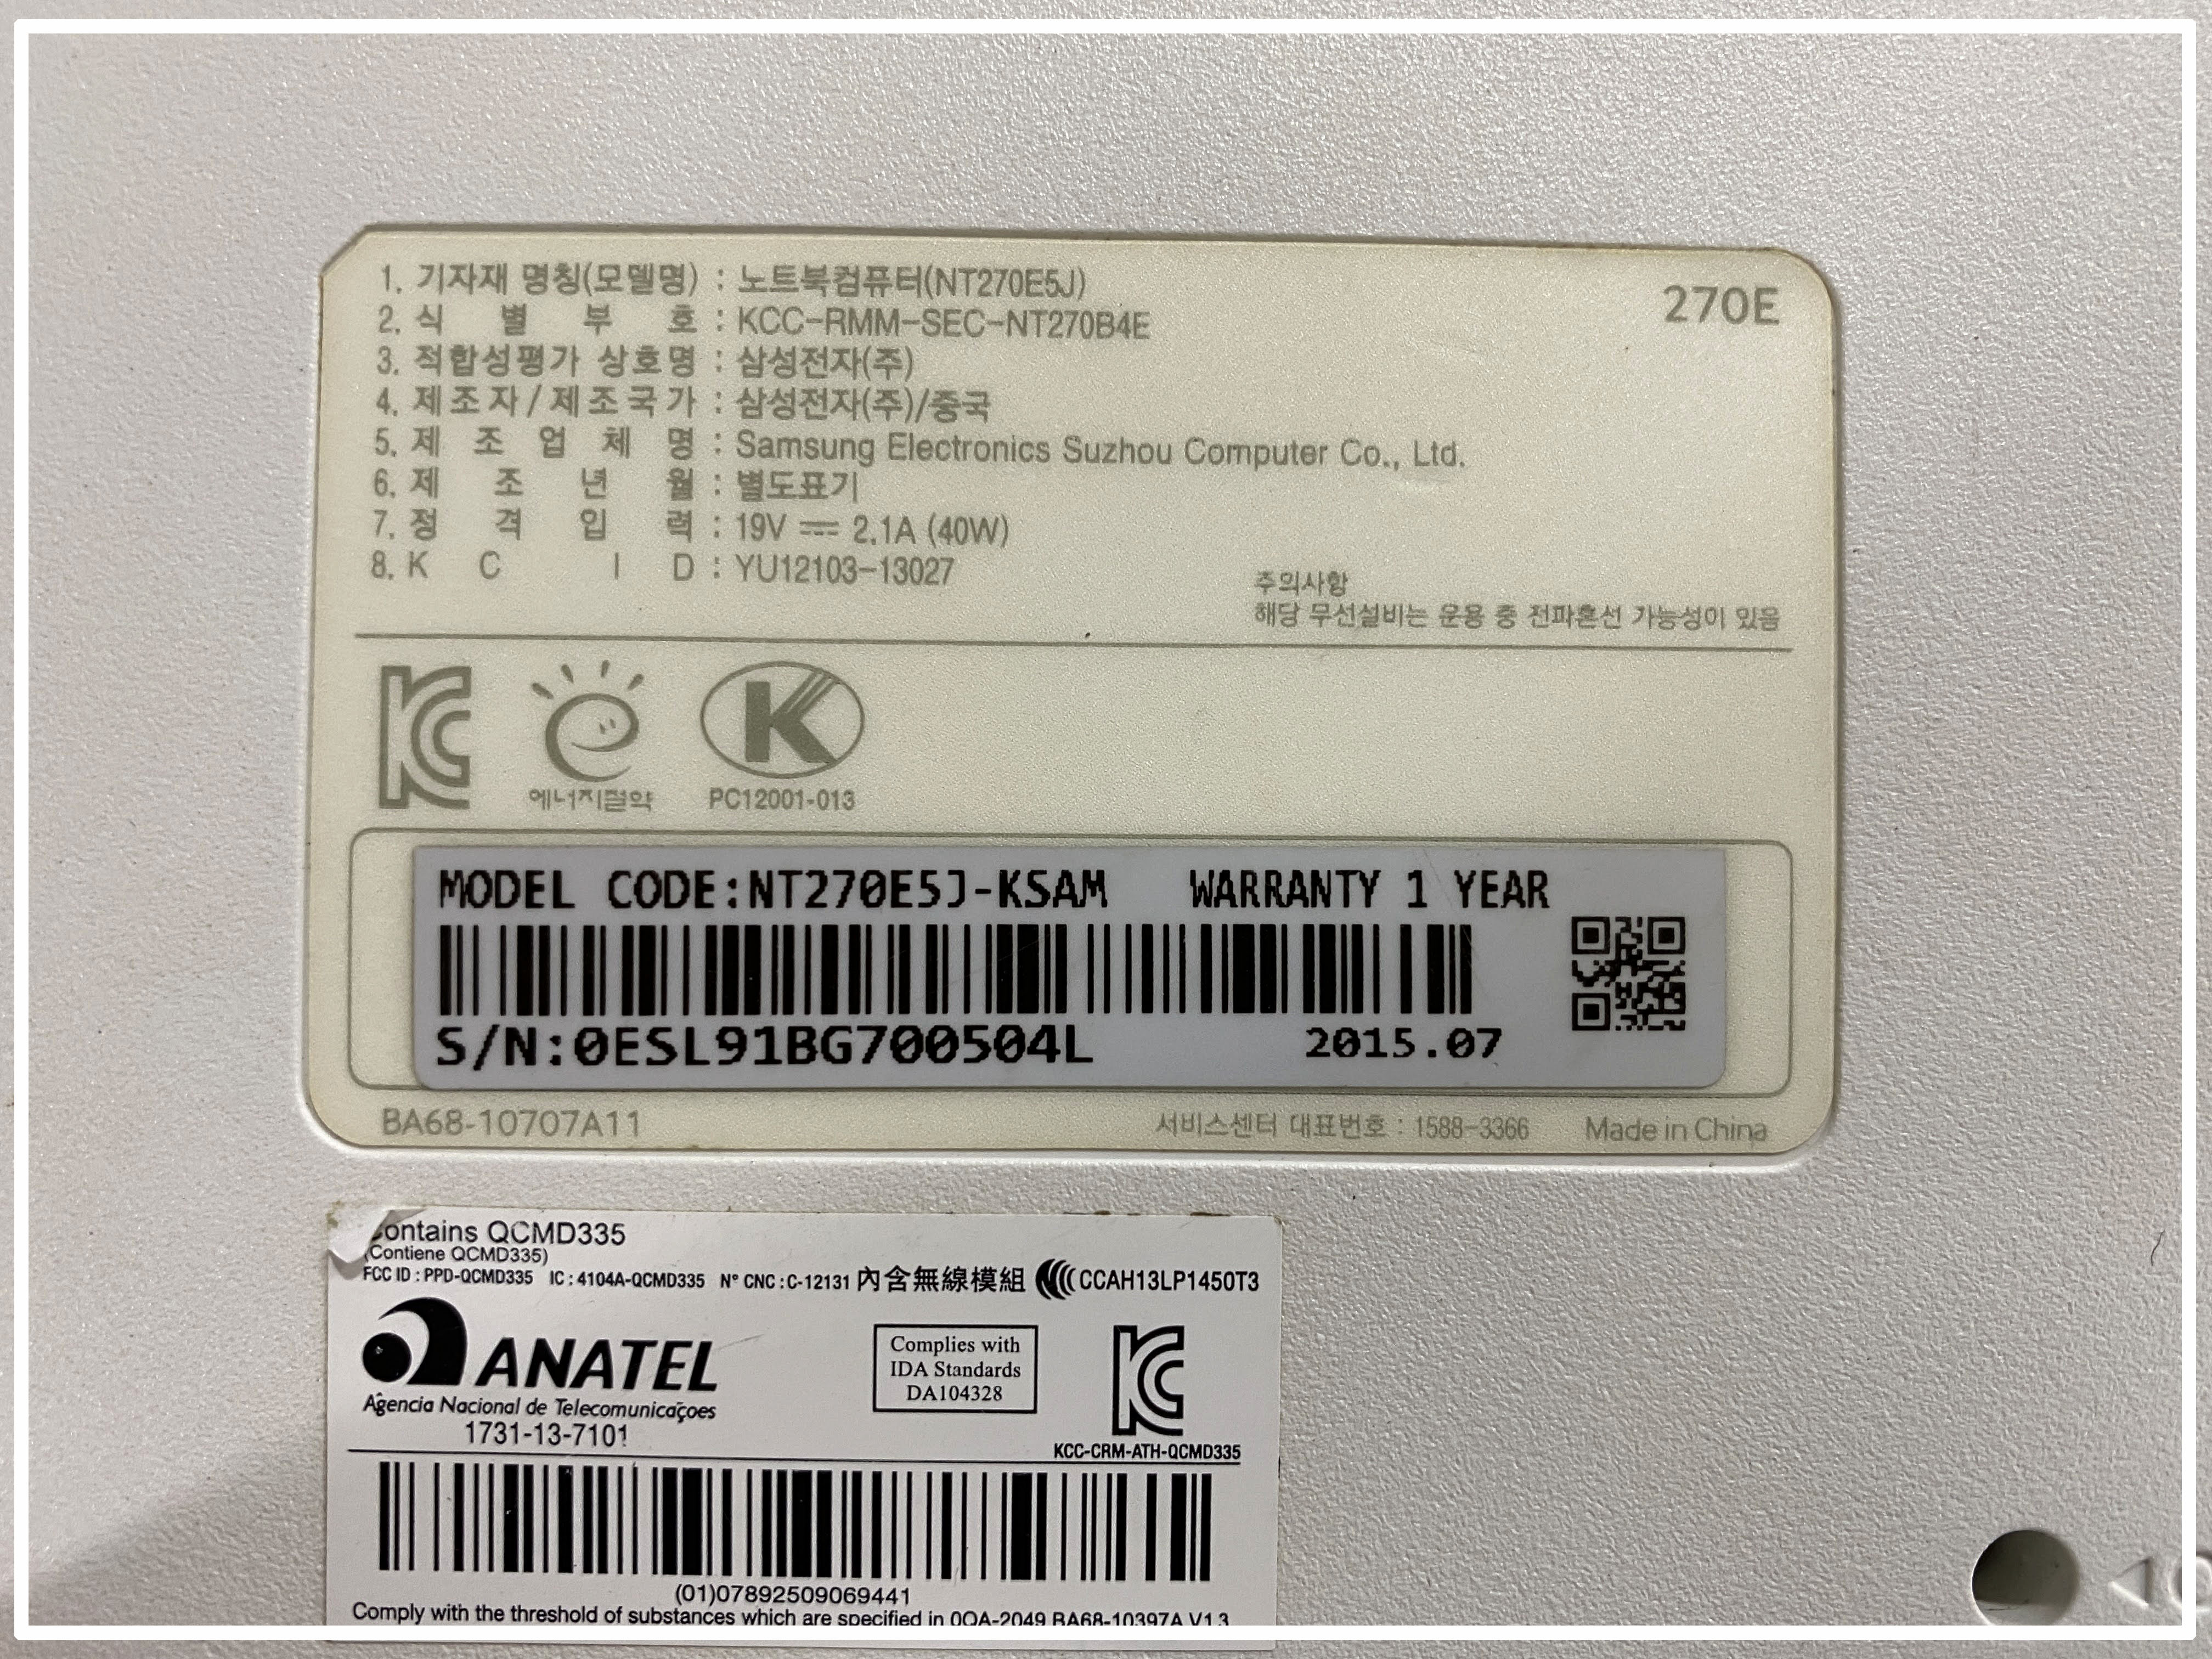 1. 기자재 명칭(모델명) : 노트북컴퓨터(NT270E5J)
270E
2. 식 별 부 호 : KCC-RMM-SEC-NT270B4E
3. 적합성평가 상호명 : 삼성전자(주)
4. 제조자/제조국가 : 삼성전자(주)/중국
5. 제 조 업 체 명 : Samsung Electronics Suzhou Computer Co., Ltd.
6. 제 조 년 월 : 별도표기
7. 정 격 입 력 : 19V ⎓ 2.1A (40W)
8. K C I D : YU12103-13027
주의사항
해당 무선설비는 운용 중 전파혼선 가능성이 있음
에너지절약
K
PC12001-013
MODEL CODE:NT270E5J-KSAM WARRANTY 1 YEAR
S/N:0ESL91BG700504L 2015.07
BA68-10707A11 서비스센터 대표번호 : 1588-3366 Made in China
Contains QCMD335
(Contiene QCMD335)
FCC ID : PPD-QCMD335 IC : 4104A-QCMD335 N° CNC : C-12131 內含無線模組 CCAH13LP1450T3
ANATEL
Agência Nacional de Telecomunicações
1731-13-7101
Complies with
IDA Standards
DA104328
KCC-CRM-ATH-QCMD335
(01)07892509069441
Comply with the threshold of substances which are specified in 0QA-2049 BA68-10397A V1.3